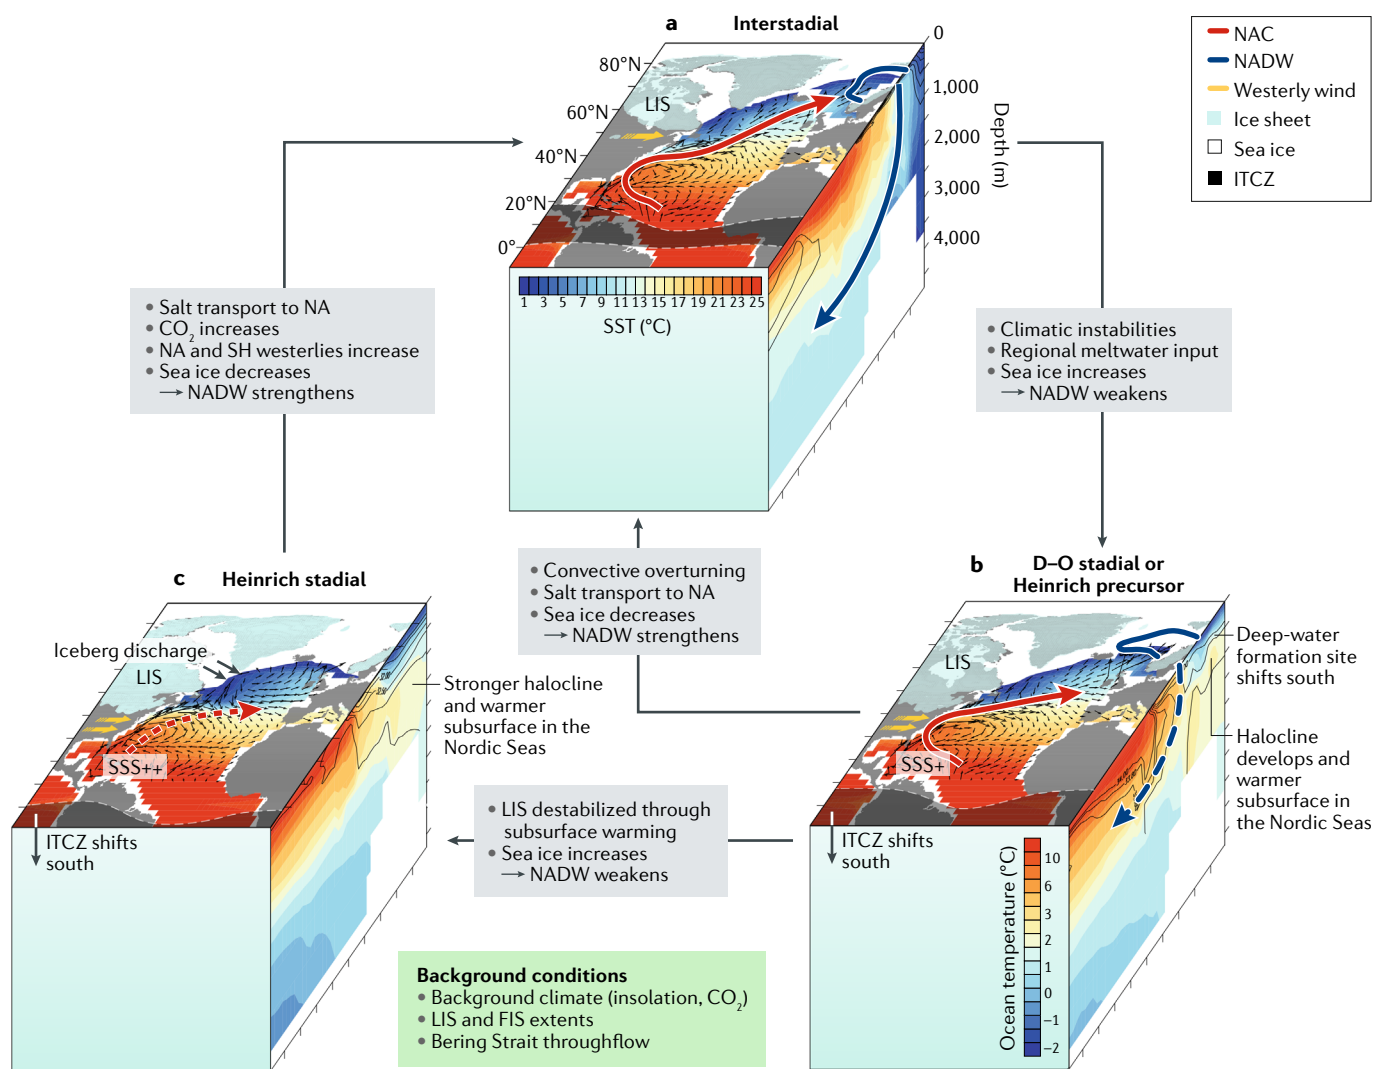 a Interstadial
NAC
NADW
Westerly wind
Ice sheet
Sea ice
ITCZ
80°N
60°N
40°N
20°N
0°
LIS
0
1,000
2,000
3,000
4,000
Depth (m)
1 3 5 7 9 11 13 15 17 19 21 23 25
SST (°C)
• Salt transport to NA
• CO2 increases
• NA and SH westerlies increase
• Sea ice decreases
→ NADW strengthens
• Climatic instabilities
• Regional meltwater input
• Sea ice increases
→ NADW weakens
• Convective overturning
• Salt transport to NA
• Sea ice decreases
→ NADW strengthens
c Heinrich stadial
Iceberg discharge
LIS
SSS++
Stronger halocline
and warmer
subsurface in the
Nordic Seas
ITCZ shifts
south
b D–O stadial or
Heinrich precursor
LIS
SSS+
Deep-water
formation site
shifts south
Halocline
develops and
warmer
subsurface in
the Nordic Seas
ITCZ shifts
south
Ocean temperature (°C)
10
6
3
2
1
0
–1
–2
• LIS destabilized through
subsurface warming
• Sea ice increases
→ NADW weakens
Background conditions
• Background climate (insolation, CO2)
• LIS and FIS extents
• Bering Strait throughflow